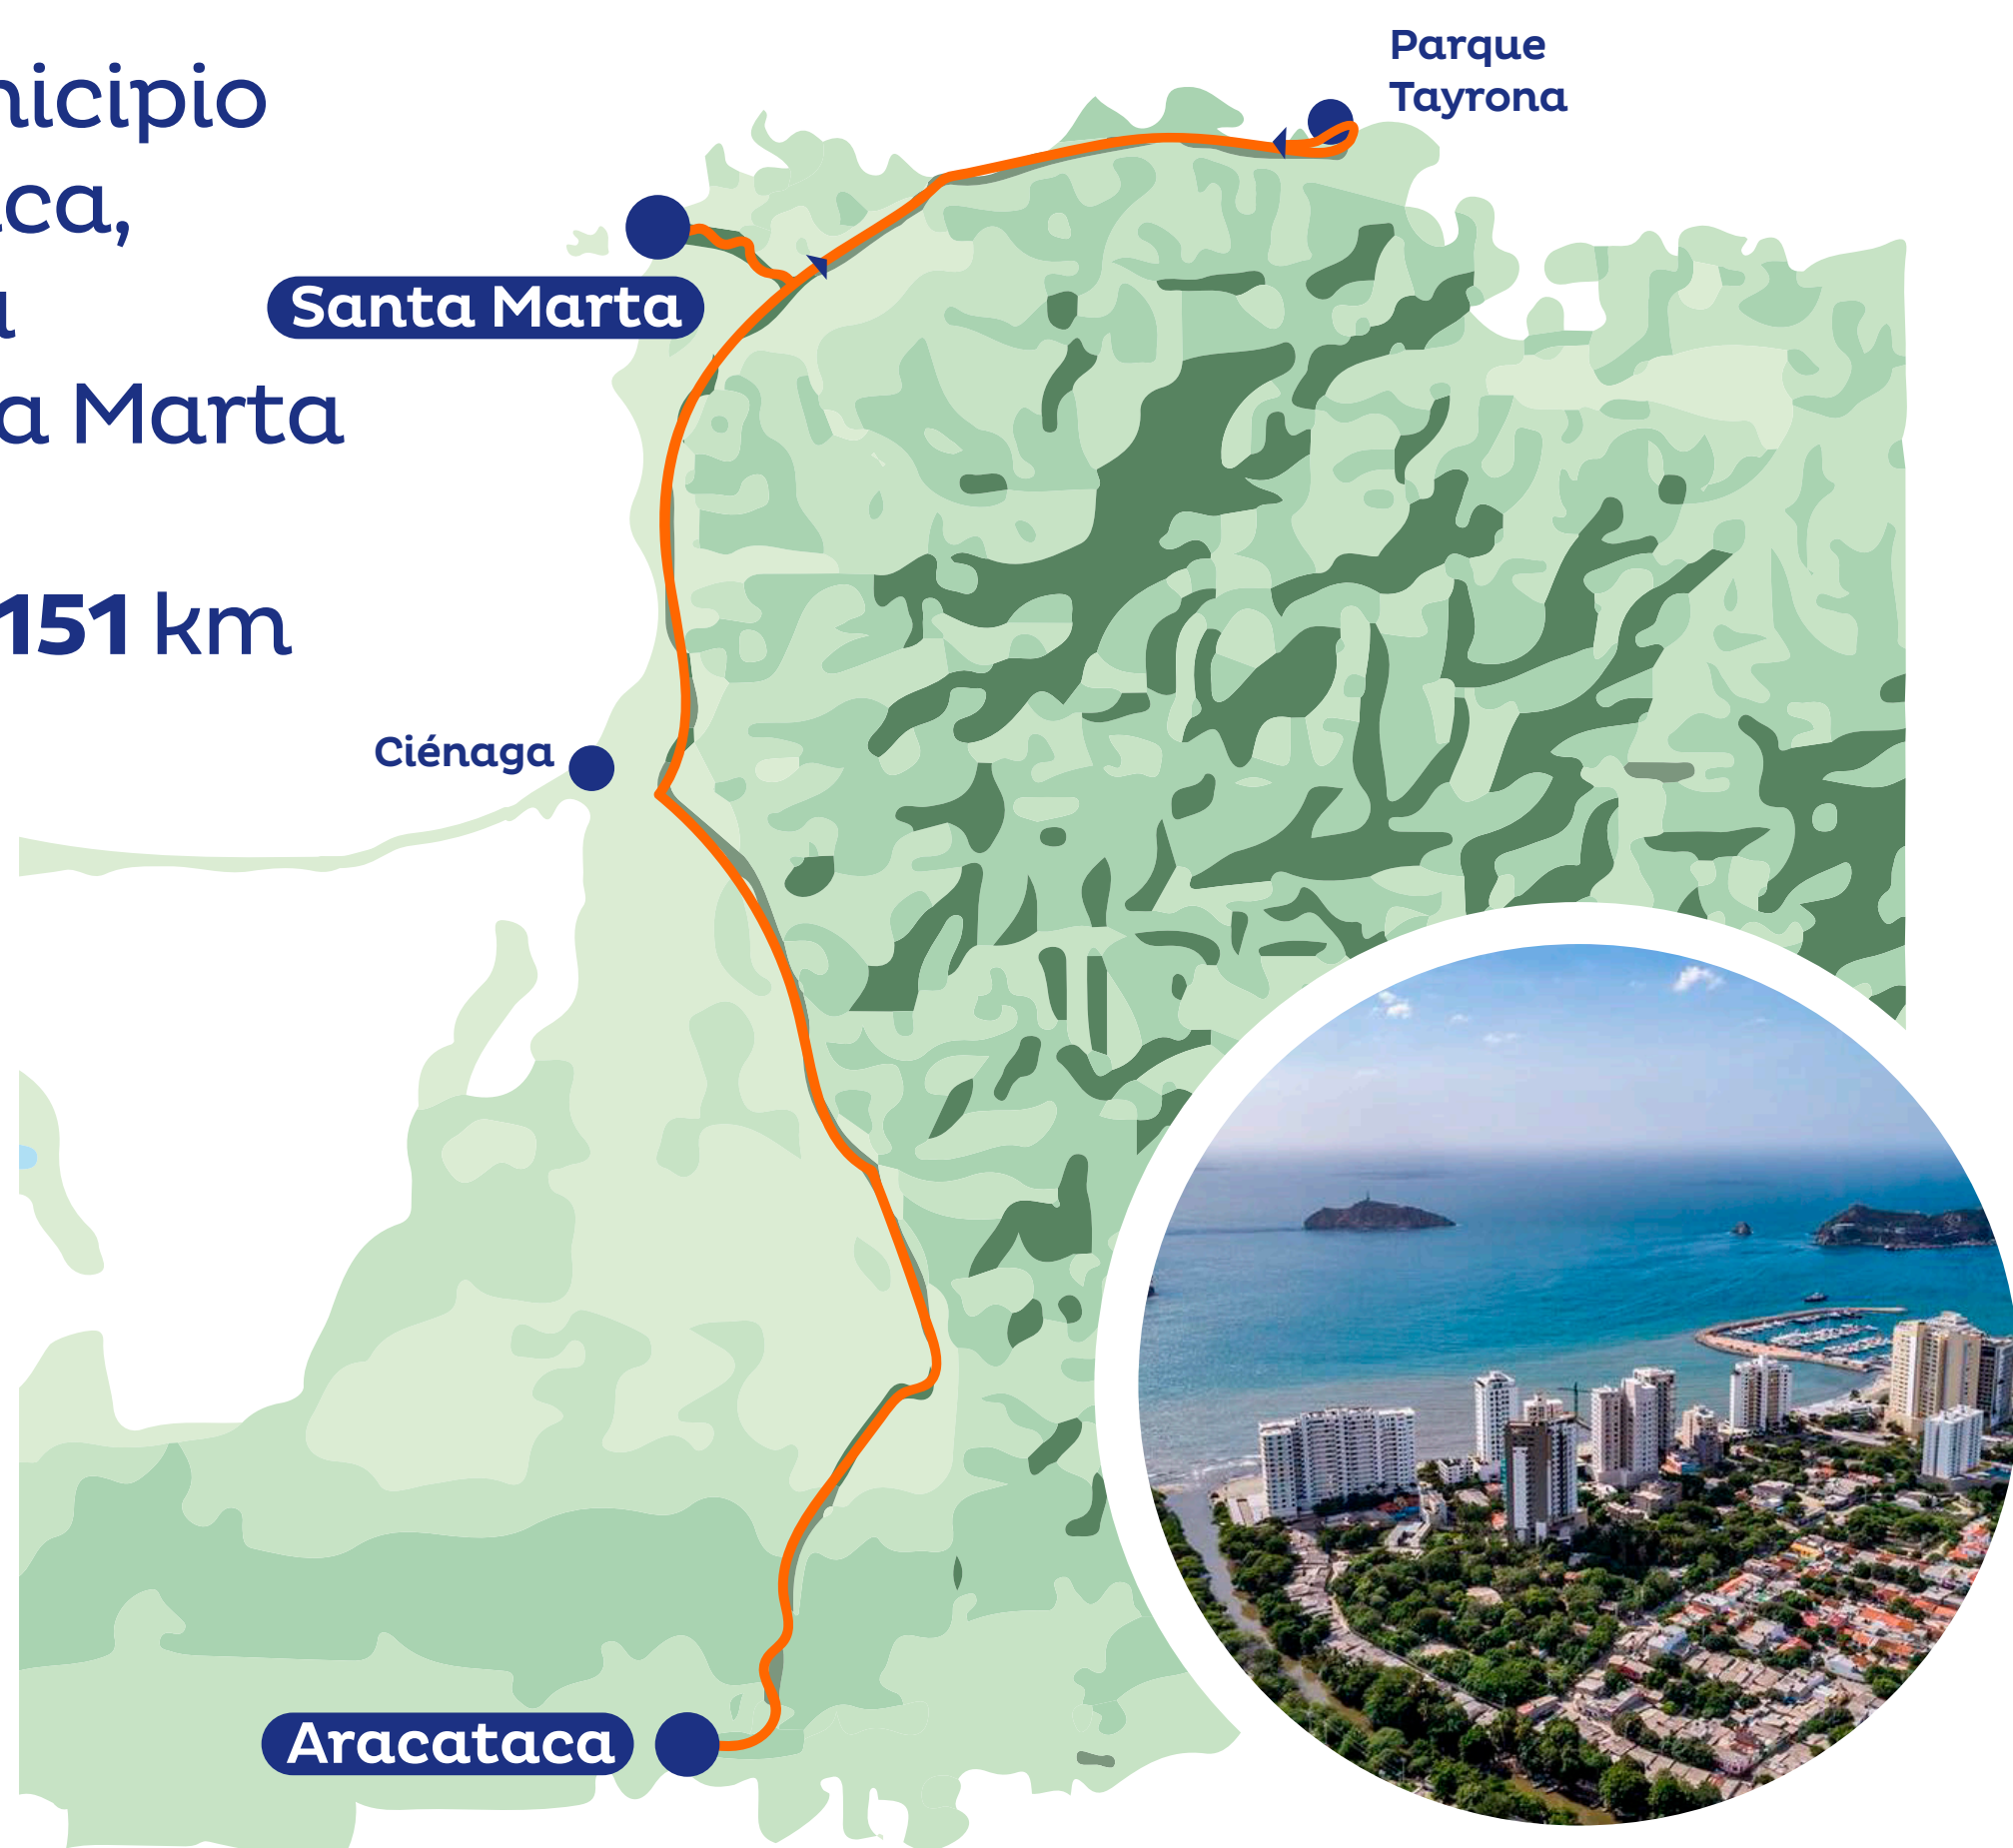 nicipio
ca,
a Marta
151 km
Parque
Tayrona
Santa Marta
Ciénaga
Aracataca